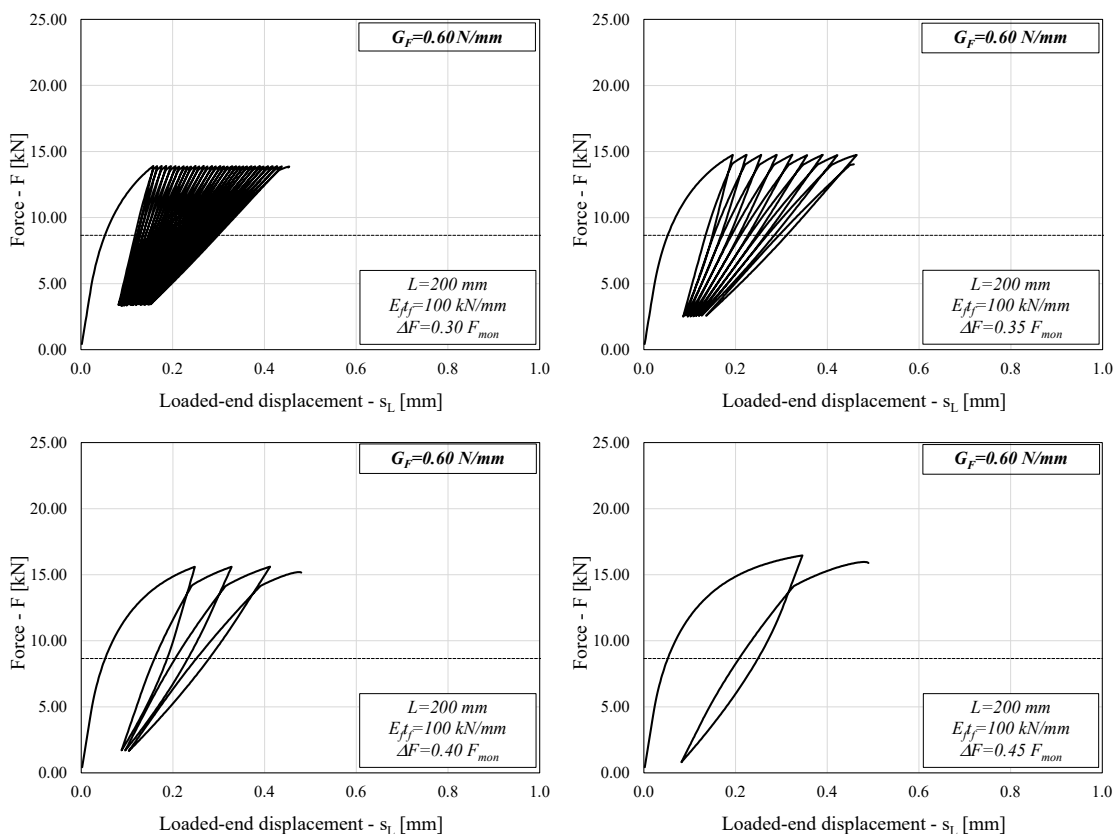 G_F=0.60 N/mm
25.00
20.00
15.00
10.00
5.00
0.00
Force - F [kN]
L=200 mm
E_f t_f=100 kN/mm
ΔF=0.30 F_mon
0.0 0.2 0.4 0.6 0.8 1.0
Loaded-end displacement - s_L [mm]
G_F=0.60 N/mm
25.00
20.00
15.00
10.00
5.00
0.00
Force - F [kN]
L=200 mm
E_f t_f=100 kN/mm
ΔF=0.35 F_mon
0.0 0.2 0.4 0.6 0.8 1.0
Loaded-end displacement - s_L [mm]
G_F=0.60 N/mm
25.00
20.00
15.00
10.00
5.00
0.00
Force - F [kN]
L=200 mm
E_f t_f=100 kN/mm
ΔF=0.40 F_mon
0.0 0.2 0.4 0.6 0.8 1.0
Loaded-end displacement - s_L [mm]
G_F=0.60 N/mm
25.00
20.00
15.00
10.00
5.00
0.00
Force - F [kN]
L=200 mm
E_f t_f=100 kN/mm
ΔF=0.45 F_mon
0.0 0.2 0.4 0.6 0.8 1.0
Loaded-end displacement - s_L [mm]